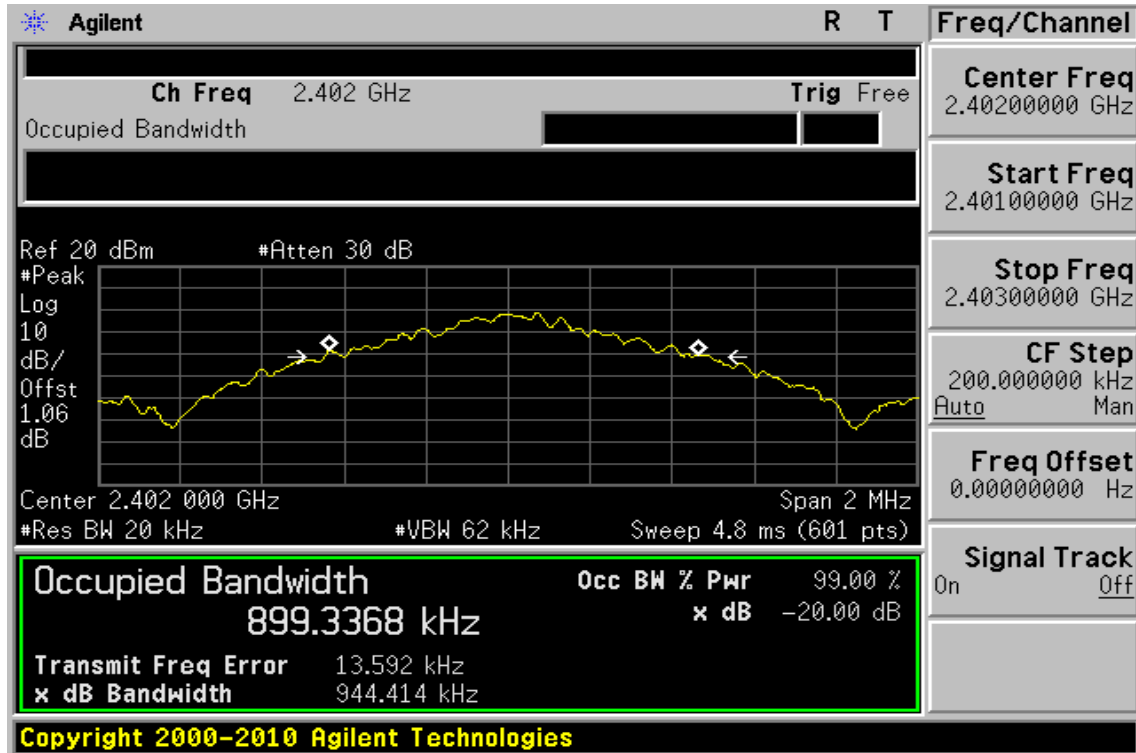 Agilent R T
Ch Freq 2.402 GHz Trig Free
Occupied Bandwidth
Ref 20 dBm #Atten 30 dB
#Peak
Log
10
dB/
Offst
1.06
dB
Center 2.402 000 GHz Span 2 MHz
#Res BW 20 kHz #VBW 62 kHz Sweep 4.8 ms (601 pts)
Occupied Bandwidth
899.3368 kHz
Occ BW % Pwr 99.00 %
x dB -20.00 dB
Transmit Freq Error 13.592 kHz
x dB Bandwidth 944.414 kHz
Copyright 2000-2010 Agilent Technologies
Freq/Channel
Center Freq
2.40200000 GHz
Start Freq
2.40100000 GHz
Stop Freq
2.40300000 GHz
CF Step
200.000000 kHz
Auto Man
Freq Offset
0.00000000 Hz
Signal Track
On Off